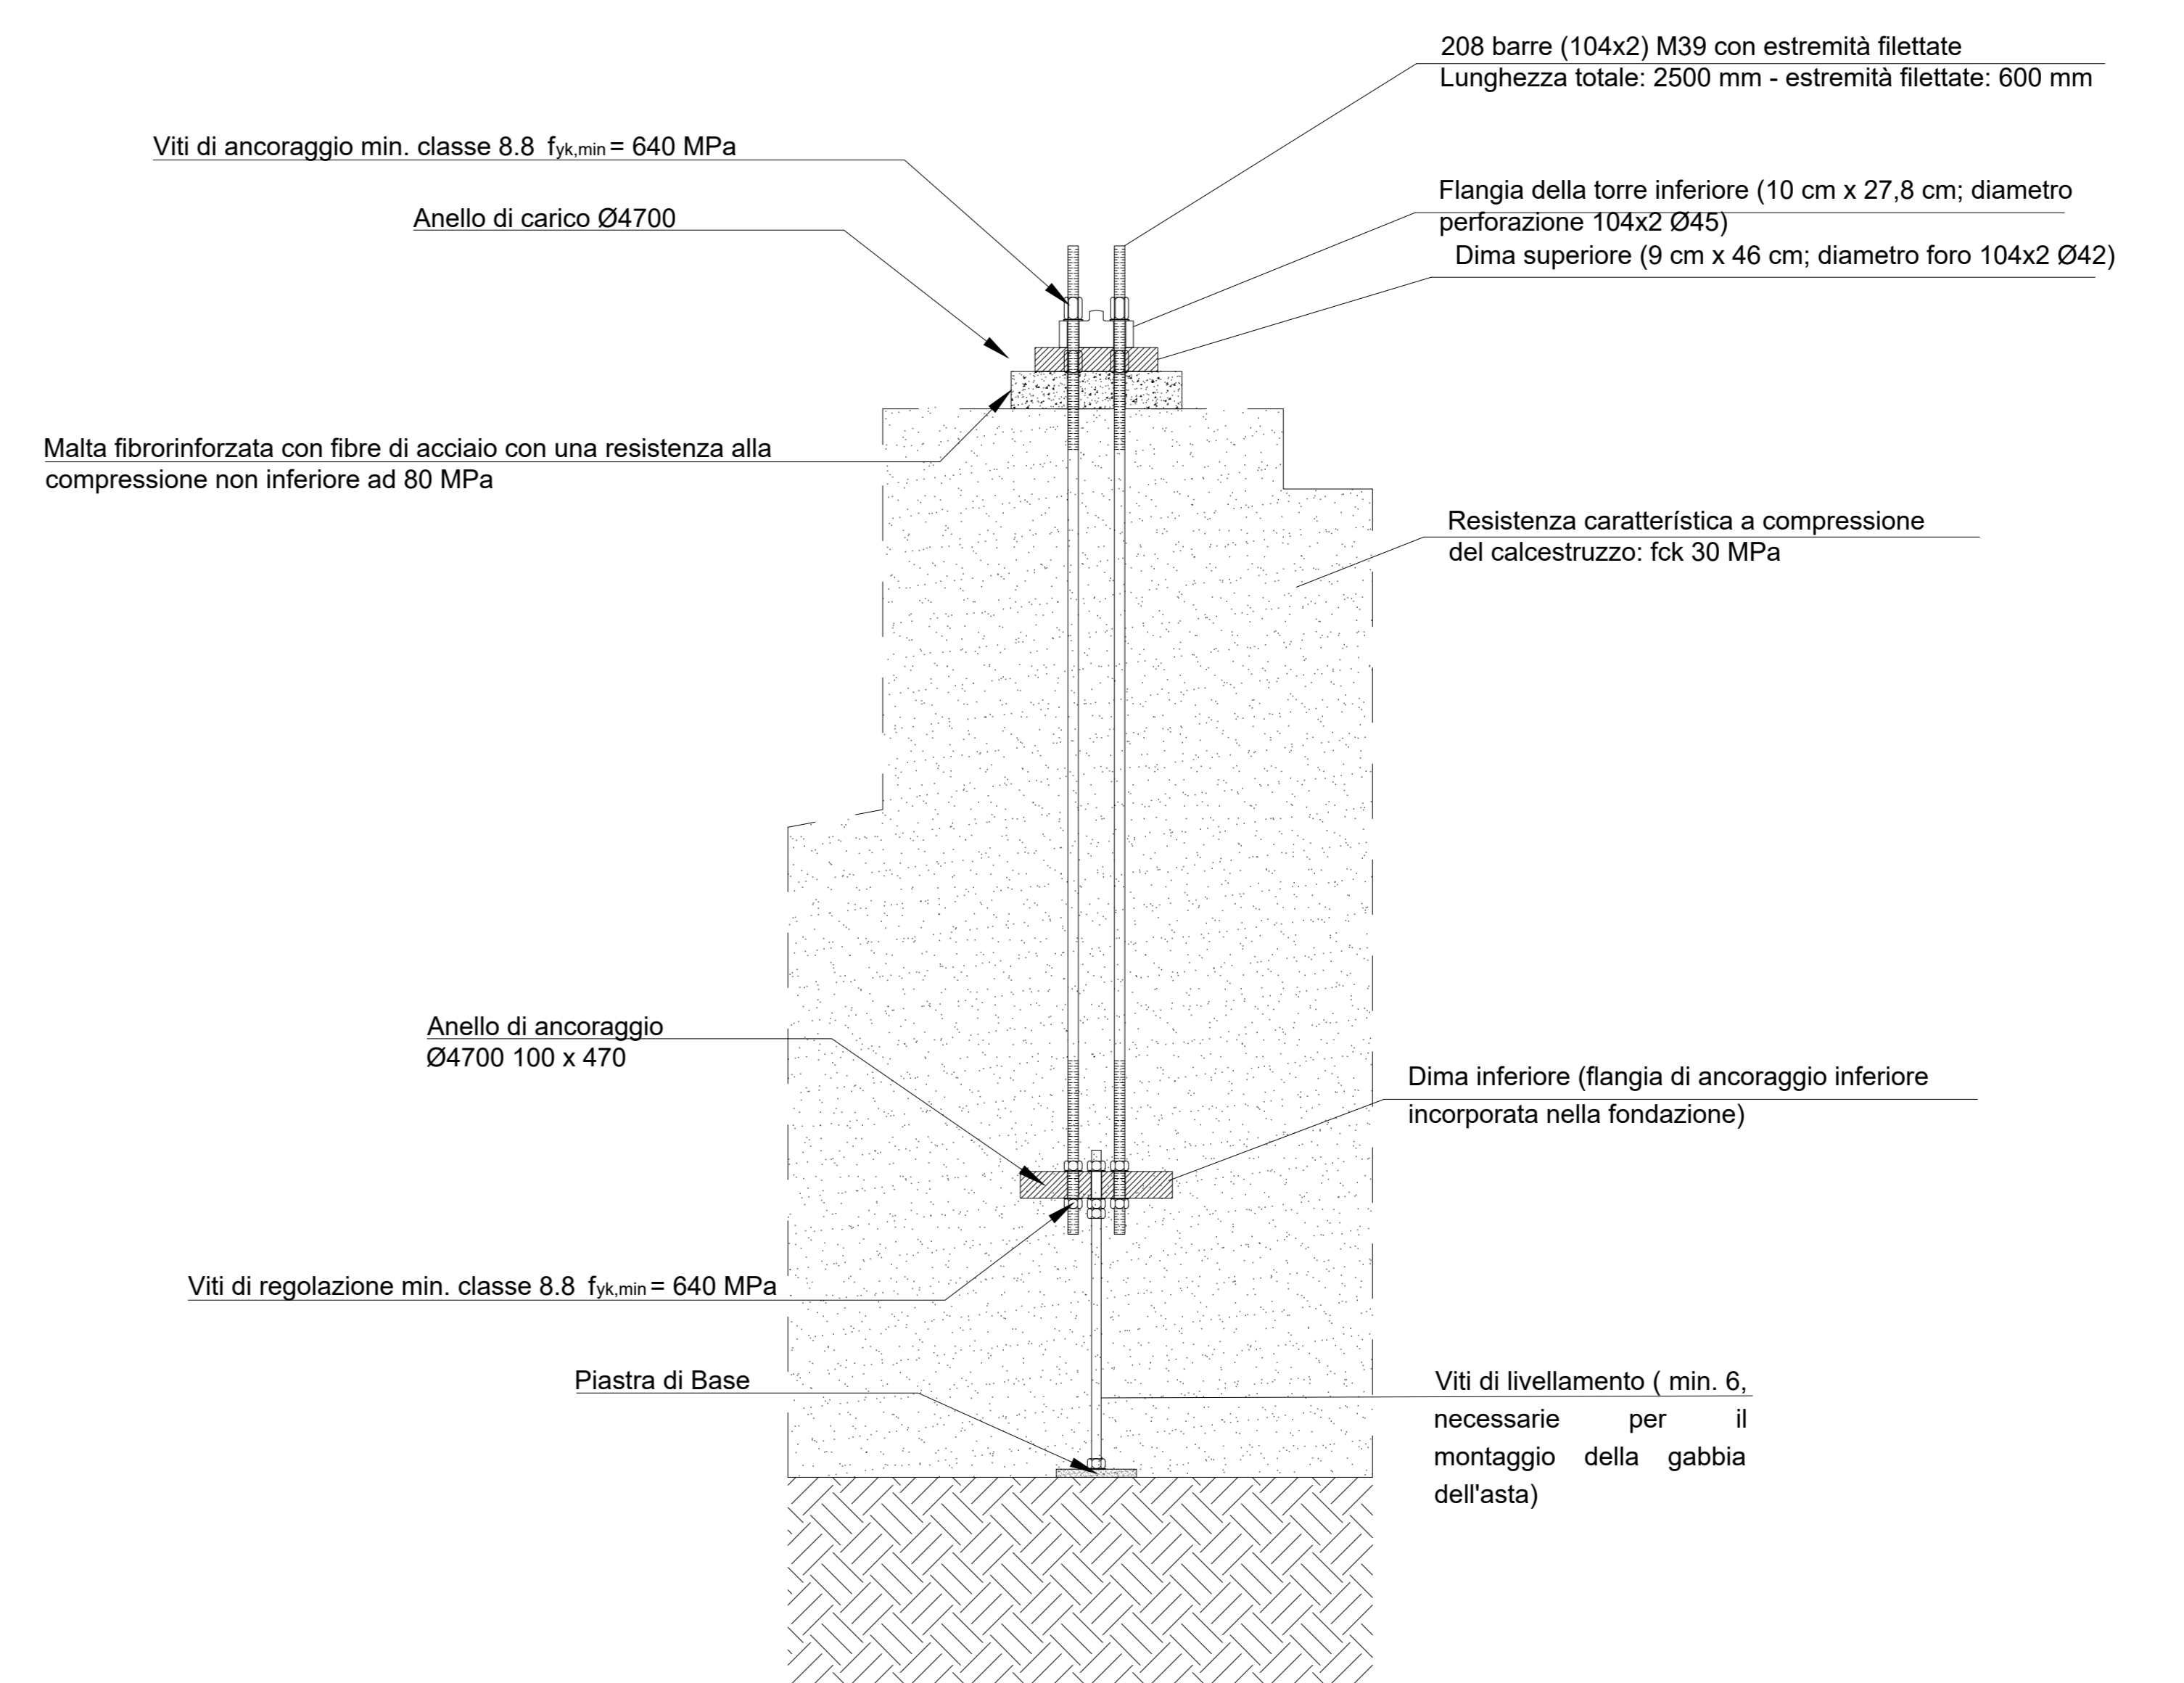 208 barre (104x2) M39 con estremità filettate
Lunghezza totale: 2500 mm - estremità filettate: 600 mm
Viti di ancoraggio min. classe 8.8 fyk,min = 640 MPa
Flangia della torre inferiore (10 cm x 27,8 cm; diametro
perforazione 104x2 Ø45)
Anello di carico Ø4700
Dima superiore (9 cm x 46 cm; diametro foro 104x2 Ø42)
Malta fibrorinforzata con fibre di acciaio con una resistenza alla
compressione non inferiore ad 80 MPa
Resistenza caratterística a compressione
del calcestruzzo: fck 30 MPa
Anello di ancoraggio
Ø4700 100 x 470
Dima inferiore (flangia di ancoraggio inferiore
incorporata nella fondazione)
Viti di regolazione min. classe 8.8 fyk,min = 640 MPa
Piastra di Base
Viti di livellamento ( min. 6,
necessarie per il
montaggio della gabbia
dell'asta)